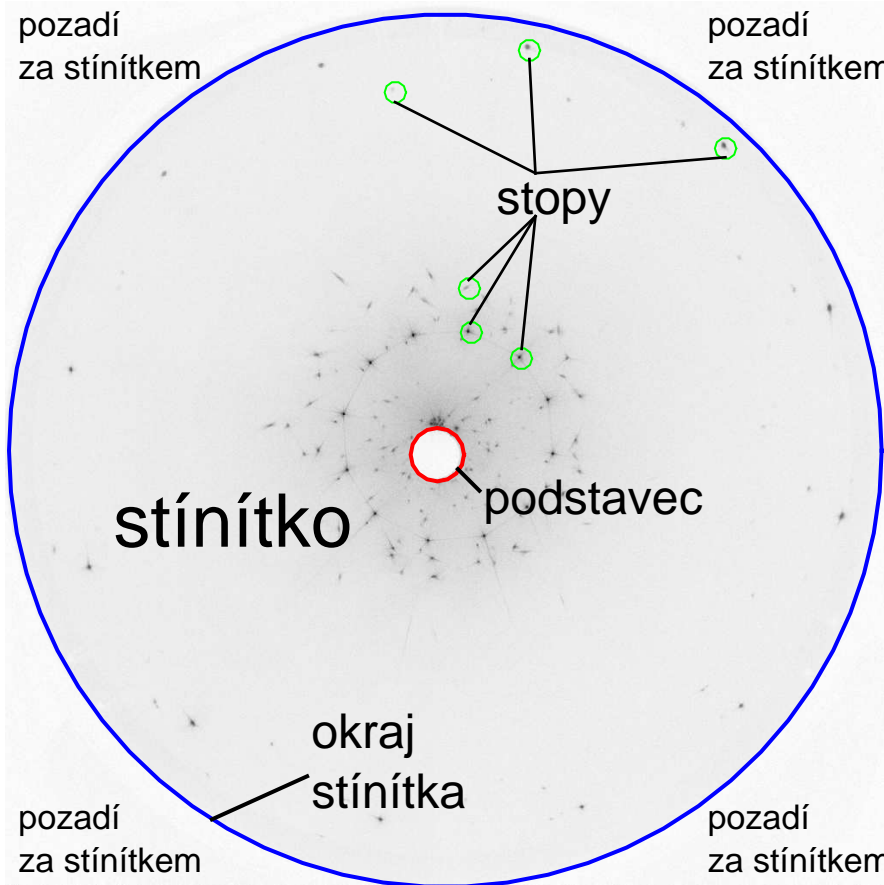 pozadí
za stínítkem
pozadí
za stínítkem
stopy
podstavec
stínítko
okraj
stínítka
pozadí
za stínítkem
pozadí
za stínítkem